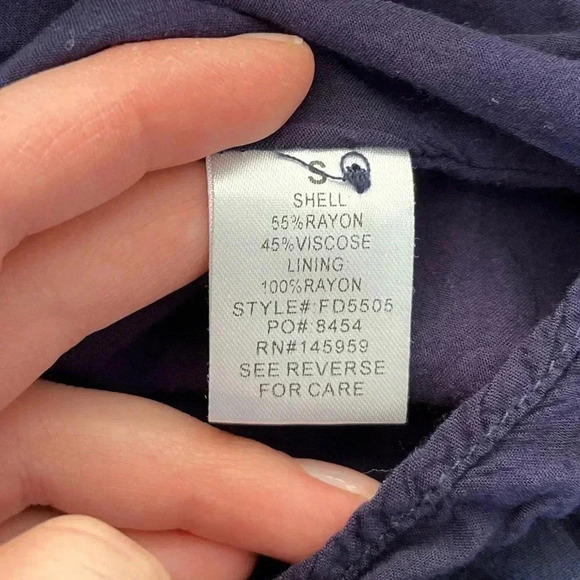 S
SHELL
55%RAYON
45%VISCOSE
LINING
100%RAYON
STYLE#:FD5505
PO#:8454
RN#145959
SEE REVERSE
FOR CARE